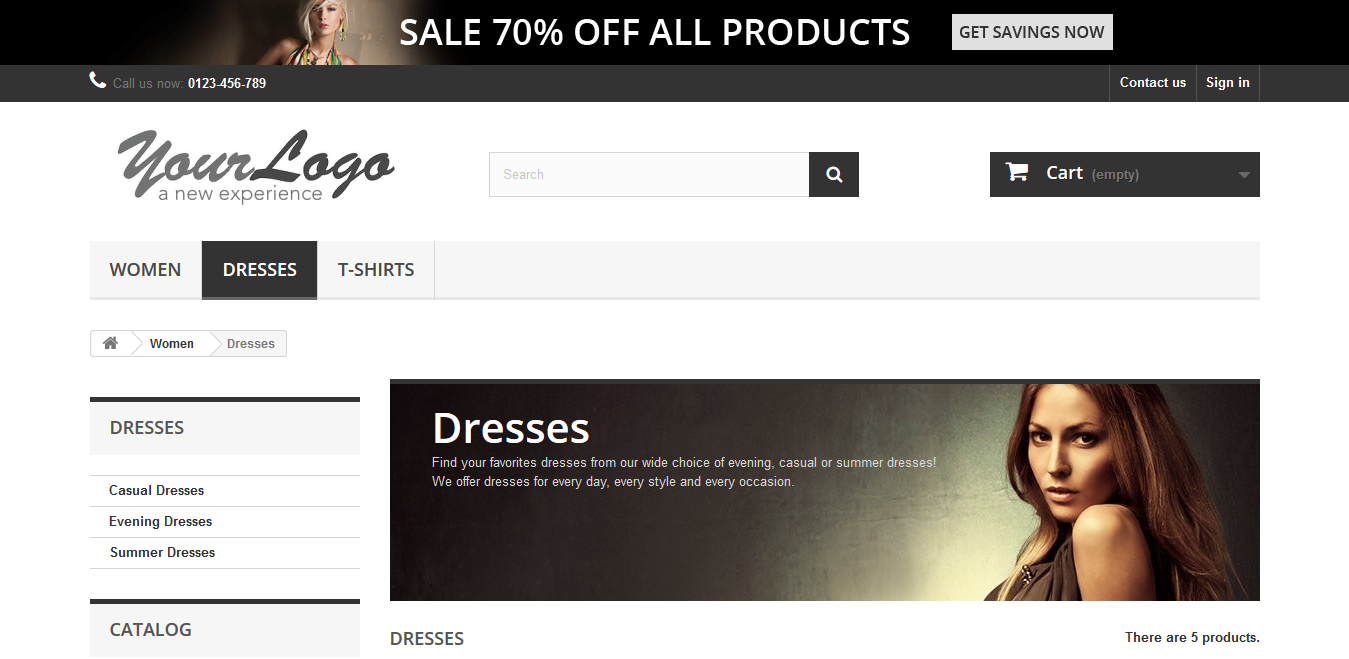 SALE 70% OFF ALL PRODUCTS GET SAVINGS NOW
Call us now: 0123-456-789 Contact us Sign in
YourLogo
a new experience
Search
Cart (empty)
WOMEN DRESSES T-SHIRTS
Women Dresses
DRESSES
Casual Dresses
Evening Dresses
Summer Dresses
CATALOG
Dresses
Find your favorites dresses from our wide choice of evening, casual or summer dresses!
We offer dresses for every day, every style and every occasion.
DRESSES There are 5 products.